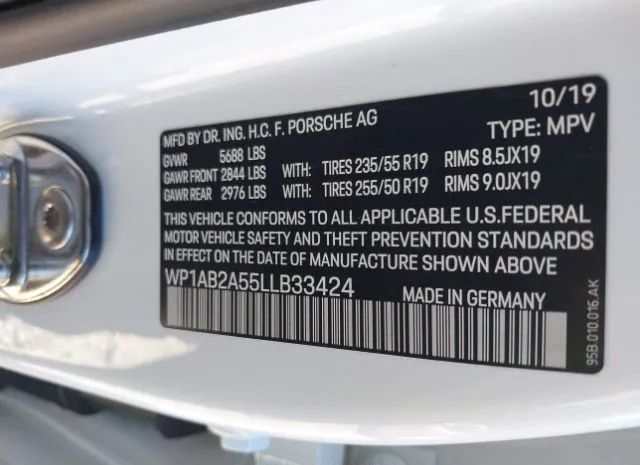 10/19
MFD BY DR. ING. H.C. F. PORSCHE AG TYPE: MPV
GVWR 5688 LBS
GAWR FRONT 2844 LBS WITH: TIRES 235/55 R19 RIMS 8.5JX19
GAWR REAR 2976 LBS WITH: TIRES 255/50 R19 RIMS 9.0JX19
THIS VEHICLE CONFORMS TO ALL APPLICABLE U.S.FEDERAL
MOTOR VEHICLE SAFETY AND THEFT PREVENTION STANDARDS
IN EFFECT ON THE DATE OF MANUFACTURE SHOWN ABOVE
WP1AB2A55LLB33424 MADE IN GERMANY
95B.010.016.AK